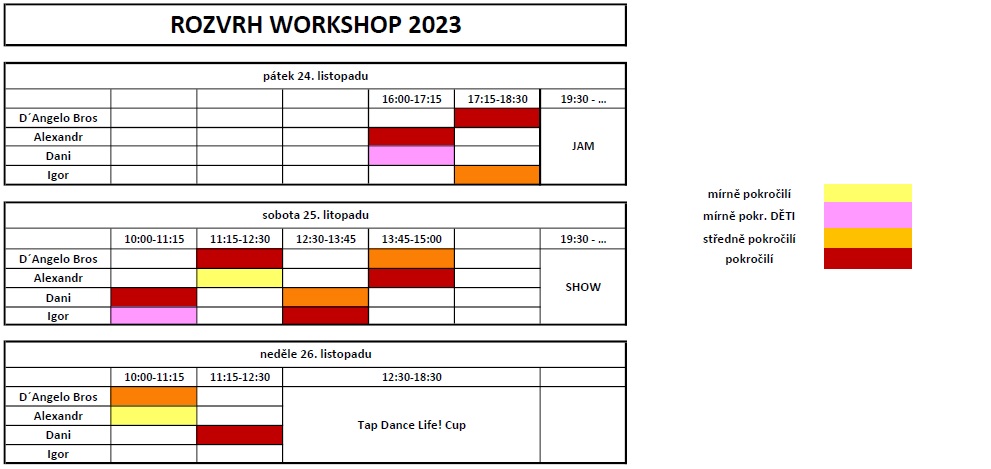 ROZVRH WORKSHOP 2023
pátek 24. listopadu
16:00-17:15 17:15-18:30 19:30 - ...
D´Angelo Bros
Alexandr
Dani
Igor
JAM
sobota 25. litopadu
10:00-11:15 11:15-12:30 12:30-13:45 13:45-15:00 19:30 - ...
D´Angelo Bros
Alexandr
Dani
Igor
SHOW
neděle 26. listopadu
10:00-11:15 11:15-12:30 12:30-18:30
D´Angelo Bros
Alexandr
Dani
Igor
Tap Dance Life! Cup
mírně pokročilí
mírně pokr. DĚTI
středně pokročilí
pokročilí